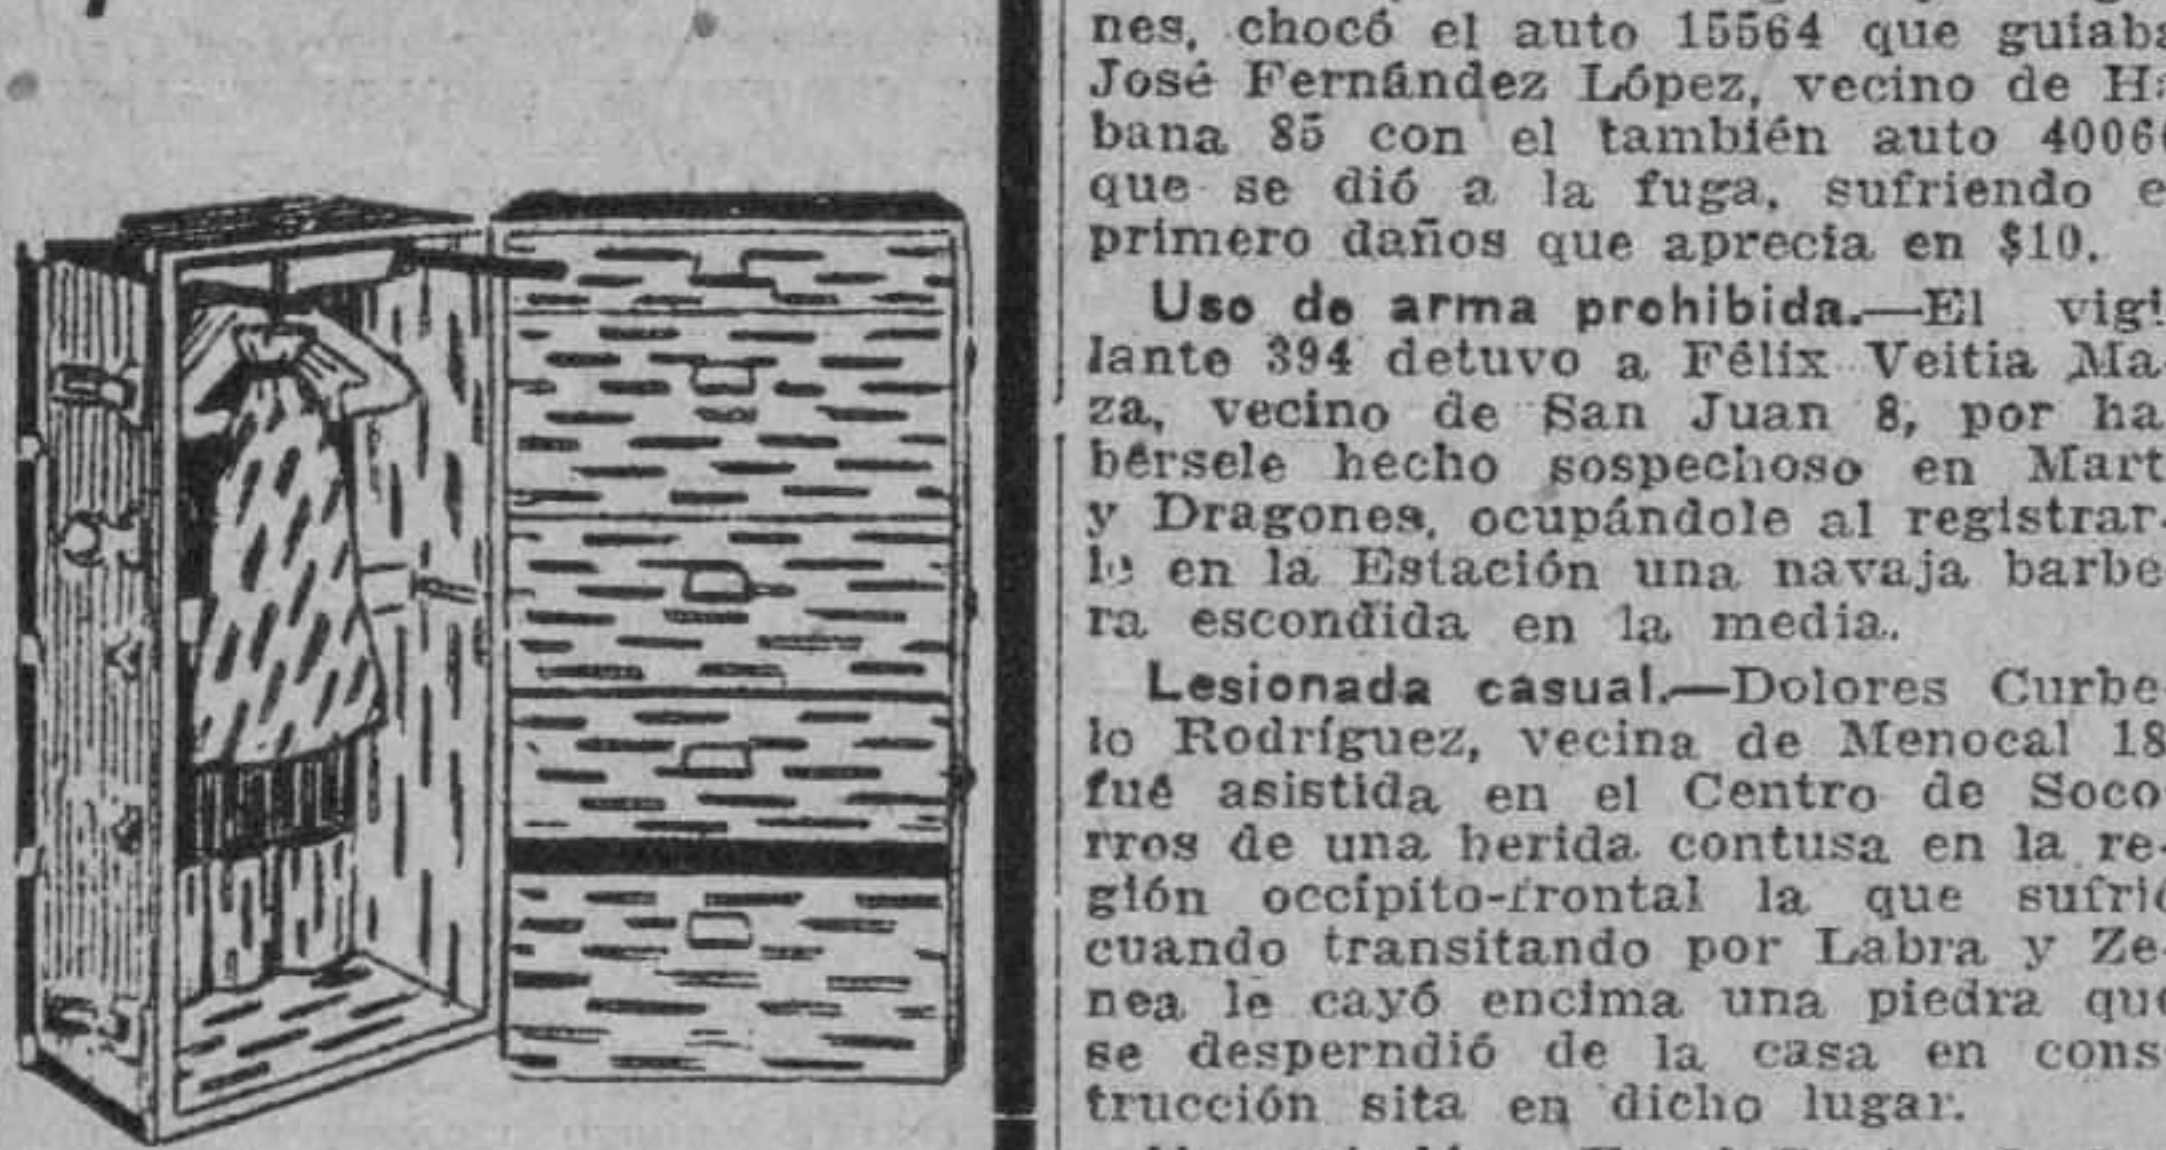 nes, chocó el auto 15564 que guiaba
José Fernández López, vecino de Ha
bana 85 con el también auto 4006
que se dió a la fuga, sufriendo e
primero daños que aprecia en $10.
Uso de arma prohibida.—El vigi
lante 394 detuvo a Félix Veitia Ma-
za, vecino de San Juan 8, por ha
bérsele hecho sospechoso en Mart
y Dragones, ocupándole al registrar-
le en la Estación una navaja barbe
ra escondida en la media.
Lesionada casual.—Dolores Curbe
lo Rodríguez, vecina de Menocal 18
fué asistida en el Centro de Soco
rros de una herida contusa en la re-
gión occípito-frontal la que sufrió
cuando transitando por Labra y Ze-
nea le cayó encima una piedra que
se desperndió de la casa en cons
trucción sita en dicho lugar.